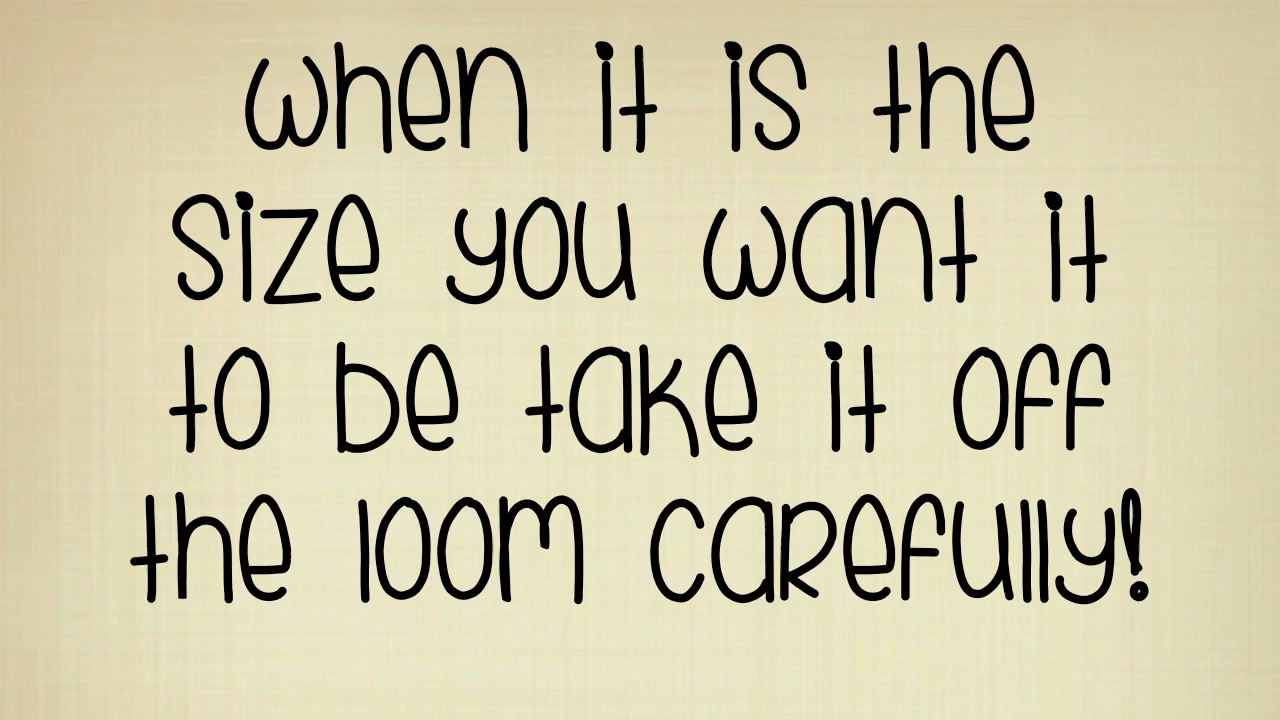 when it is the
size you want it
to be take it off
the loom carefully!